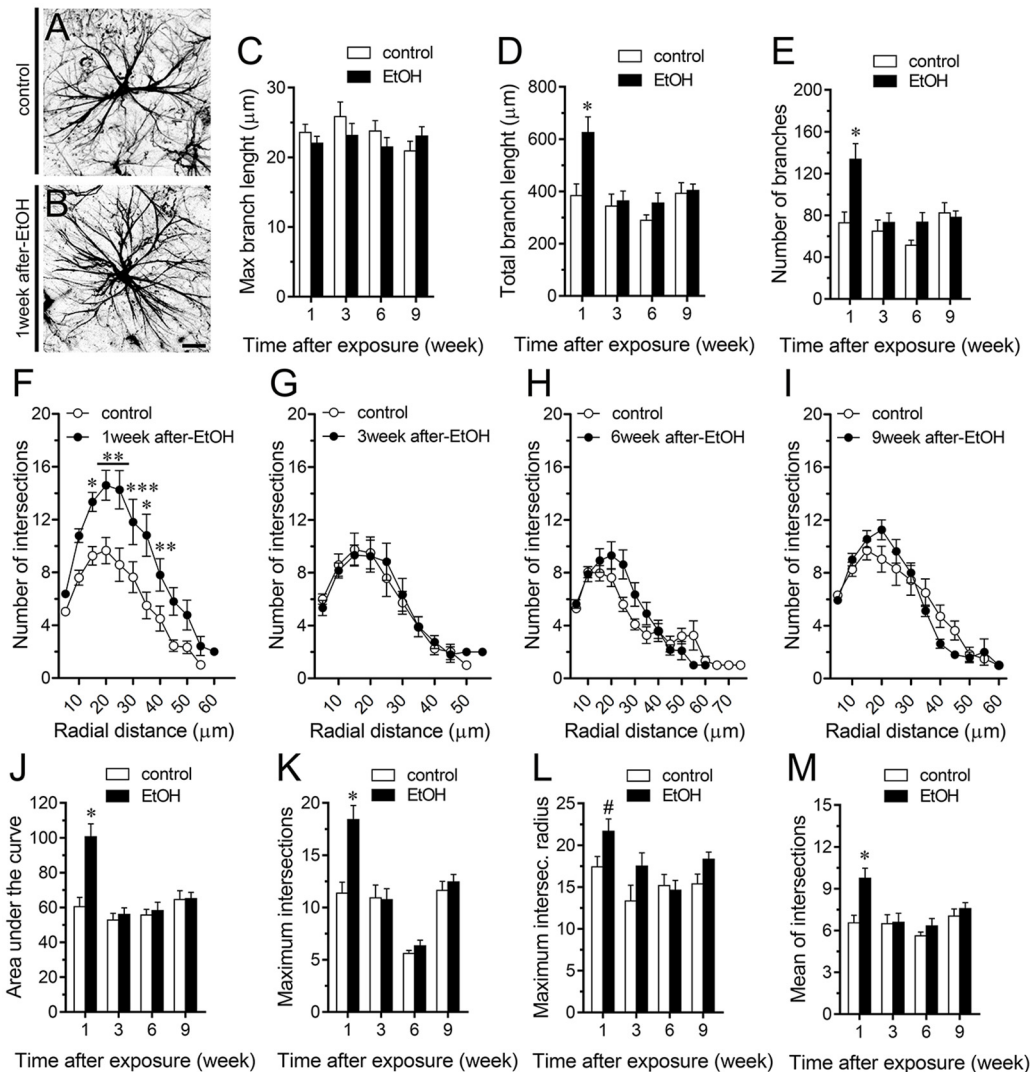 A
control
B
1week after-EtOH
C
control
EtOH
Max branch lenght (μm)
30
20
10
0
1 3 6 9
Time after exposure (week)
D
control
EtOH
Total branch lenght (μm)
800
600
400
200
0
*
1 3 6 9
Time after exposure (week)
E
control
EtOH
Number of branches
200
160
120
80
40
0
*
1 3 6 9
Time after exposure (week)
F
control
1week after-EtOH
Number of intersections
20
16
12
8
4
0
* ** *** * **
10 20 30 40 50 60
Radial distance (μm)
G
control
3week after-EtOH
Number of intersections
20
16
12
8
4
0
10 20 30 40 50
Radial distance (μm)
H
control
6week after-EtOH
Number of intersections
20
16
12
8
4
0
10 20 30 40 50 60 70
Radial distance (μm)
I
control
9week after-EtOH
Number of intersections
20
16
12
8
4
0
10 20 30 40 50 60
Radial distance (μm)
J
control
EtOH
Area under the curve
120
100
80
60
40
20
0
*
1 3 6 9
Time after exposure (week)
K
control
EtOH
Maximum intersections
20
15
10
5
0
*
1 3 6 9
Time after exposure (week)
L
control
EtOH
Maximum intersec. radius
25
20
15
10
5
0
#
1 3 6 9
Time after exposure (week)
M
control
EtOH
Mean of intersections
15
12
9
6
3
0
*
1 3 6 9
Time after exposure (week)